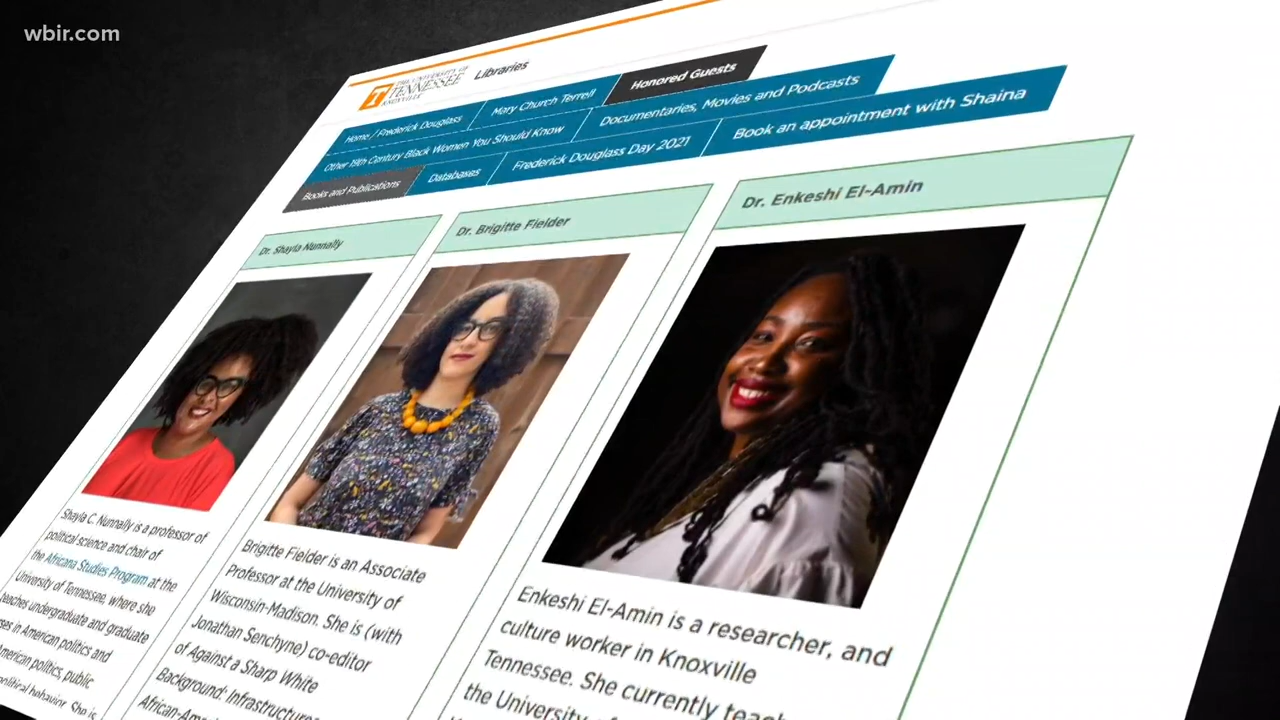 wbir.com
THE UNIVERSITY OF
TENNESSEE
KNOXVILLE
Libraries
Home / Frederick Douglass
Mary Church Terrell
Honored Guests
Other 19th Century Black Women You Should Know
Documentaries, Movies and Podcasts
Books and Publications
Databases
Frederick Douglass Day 2021
Book an appointment with Shaina
Dr. Shayla Nunnally
Shayla C. Nunnally is a professor of
political science and chair of
the Africana Studies Program at the
University of Tennessee, where she
teaches undergraduate and graduate
in American politics and
politics, public
political behavior. She is
Dr. Brigitte Fielder
Brigitte Fielder is an Associate
Professor at the University of
Wisconsin-Madison. She is (with
Jonathan Senchyne) co-editor
of Against a Sharp White
Background: Infrastructures
Dr. Enkeshi El-Amin
Enkeshi El-Amin is a researcher, and
culture worker in Knoxville
Tennessee. She currently
the University